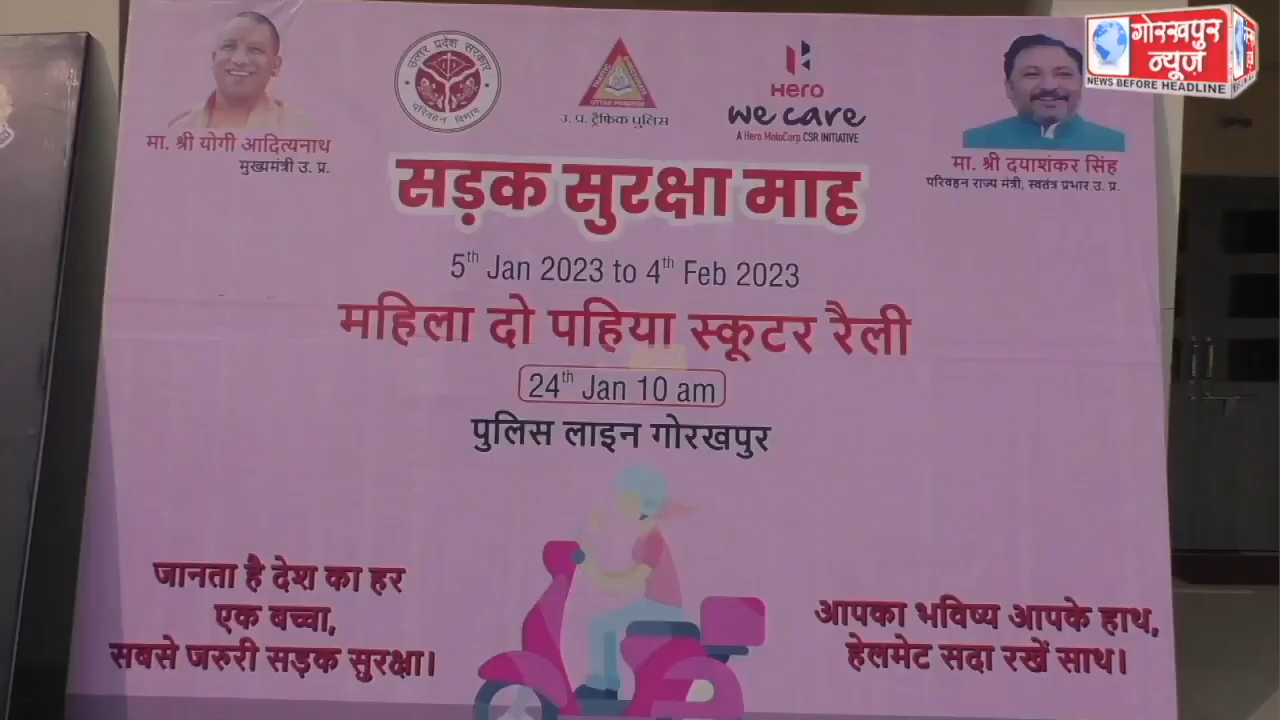 गोरखपुर
न्यूज़
NEWS BEFORE HEADLINE
उत्तर प्रदेश सरकार
परिवहन विभाग
UTTAR PRADESH
उ. प्र. ट्रैफिक पुलिस
Hero
we care
A Hero MotoCorp CSR INITIATIVE
मा. श्री योगी आदित्यनाथ
मुख्यमंत्री उ. प्र.
मा. श्री दयाशंकर सिंह
परिवहन राज्य मंत्री, स्वतंत्र प्रभार उ. प्र.
सड़क सुरक्षा माह
5th Jan 2023 to 4th Feb 2023
महिला दो पहिया स्कूटर रैली
24th Jan 10 am
पुलिस लाइन गोरखपुर
जानता है देश का हर
एक बच्चा,
सबसे जरुरी सड़क सुरक्षा।
आपका भविष्य आपके हाथ,
हेलमेट सदा रखें साथ।